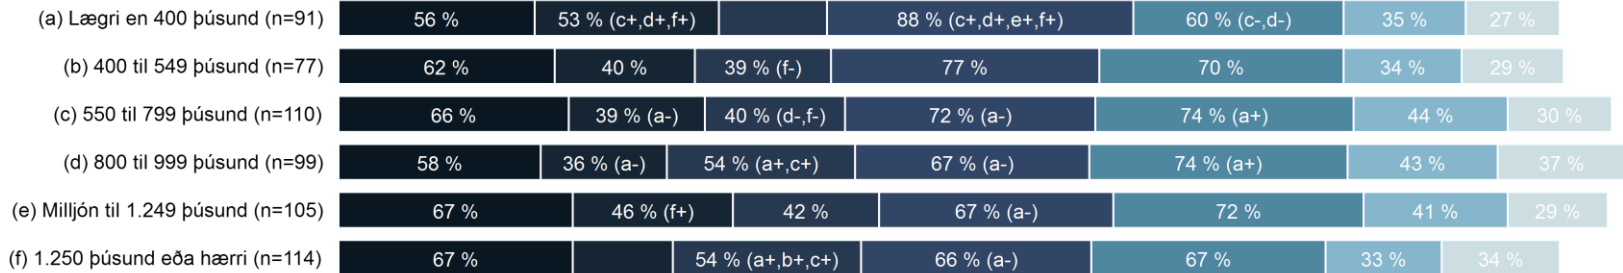 (a) Lægri en 400 þúsund (n=91) 56 % 53 % (c+,d+,f+) 88 % (c+,d+,e+,f+) 60 % (c-,d-) 35 % 27 %
(b) 400 til 549 þúsund (n=77) 62 % 40 % 39 % (f-) 77 % 70 % 34 % 29 %
(c) 550 til 799 þúsund (n=110) 66 % 39 % (a-) 40 % (d-,f-) 72 % (a-) 74 % (a+) 44 % 30 %
(d) 800 til 999 þúsund (n=99) 58 % 36 % (a-) 54 % (a+,c+) 67 % (a-) 74 % (a+) 43 % 37 %
(e) Milljón til 1.249 þúsund (n=105) 67 % 46 % (f+) 42 % 67 % (a-) 72 % 41 % 29 %
(f) 1.250 þúsund eða hærri (n=114) 67 % 54 % (a+,b+,c+) 66 % (a-) 67 % 33 % 34 %